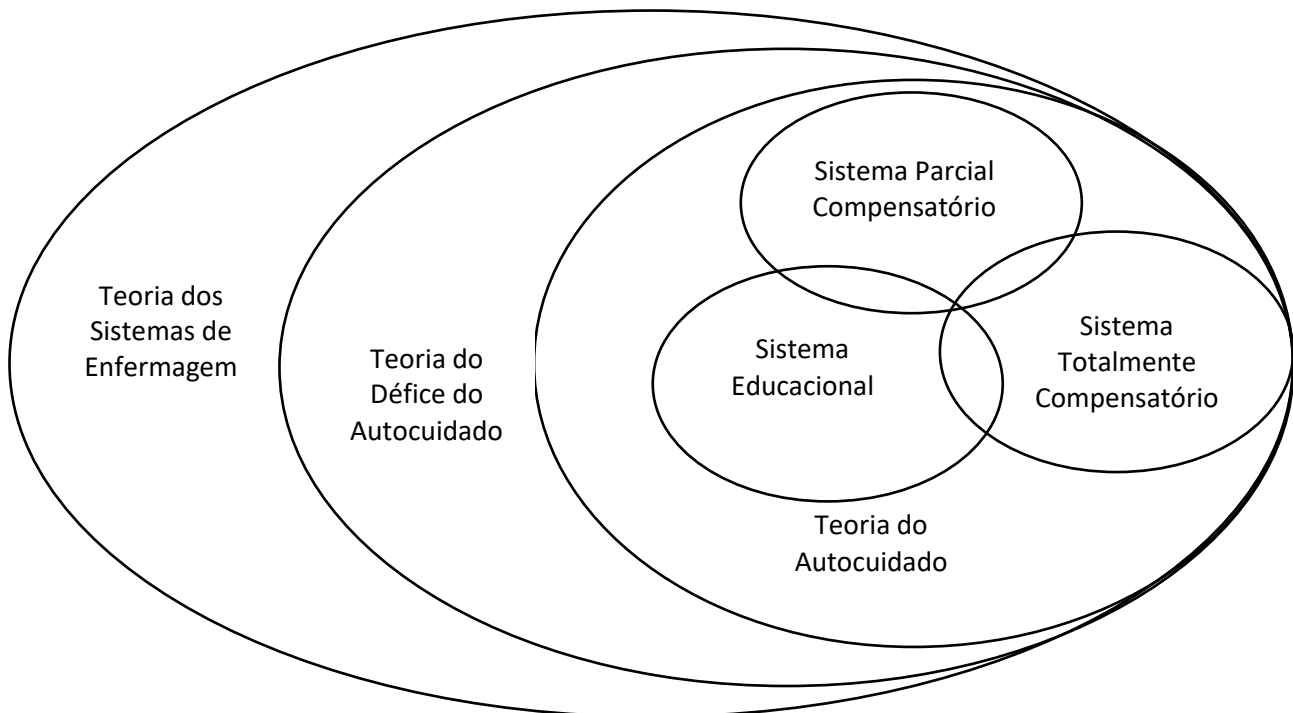 Teoria dos
Sistemas de
Enfermagem
Teoria do
Défice do
Autocuidado
Sistema Parcial
Compensatório
Sistema
Educacional
Sistema
Totalmente
Compensatório
Teoria do
Autocuidado